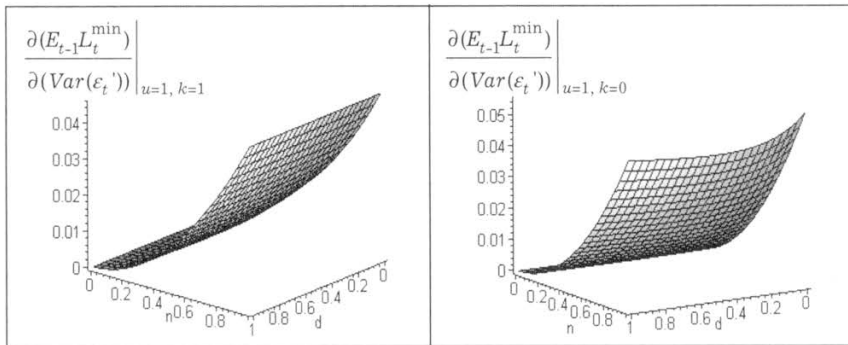 ∂(E_{t-1}L_t^{min})
∂(Var(ε_t')) |_{u=1, k=1}
0.04
0.03
0.02
0.01
0
0 0.2 0.4 0.6 0.8 1
n
0.8 0.6 0.4 0.2 0
d
∂(E_{t-1}L_t^{min})
∂(Var(ε_t')) |_{u=1, k=0}
0.05
0.04
0.03
0.02
0.01
0
0 0.2 0.4 0.6 0.8 1
n
0.8 0.6 0.4 0.2 0
d